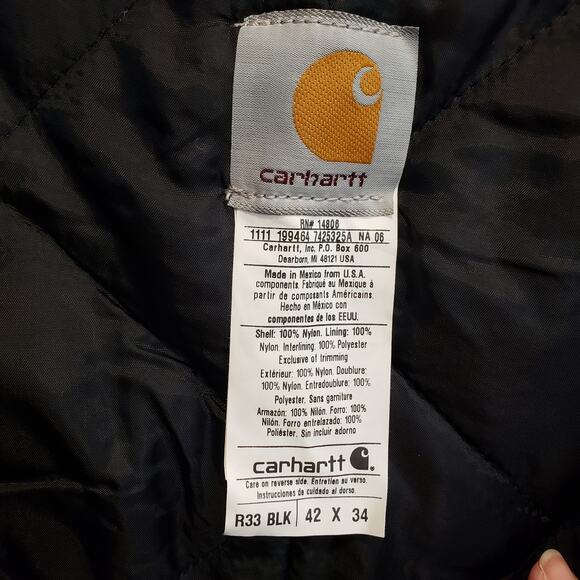 carhartt
RN# 14806
1111 199464 7425325A NA 06
Carhartt, Inc. P.O. Box 600
Dearborn, MI 48121 USA
Made in Mexico from U.S.A.
components. Fabriqué au Mexique à
partir de composants Américains.
Hecho en México con
componentes de los EEUU.
Shell: 100% Nylon. Lining: 100%
Nylon. Interlining: 100% Polyester
Exclusive of trimming
Extérieur: 100% Nylon. Doublure:
100% Nylon. Entredoublure: 100%
Polyester. Sans garniture
Armazón: 100% Nilón. Forro: 100%
Nilón. Forro entrelazado: 100%
Poliéster. Sin incluir adorno
carhartt
Care on reverse side. Entretien au verso.
Instrucciones de cuidado al dorso.
R33 BLK 42 X 34